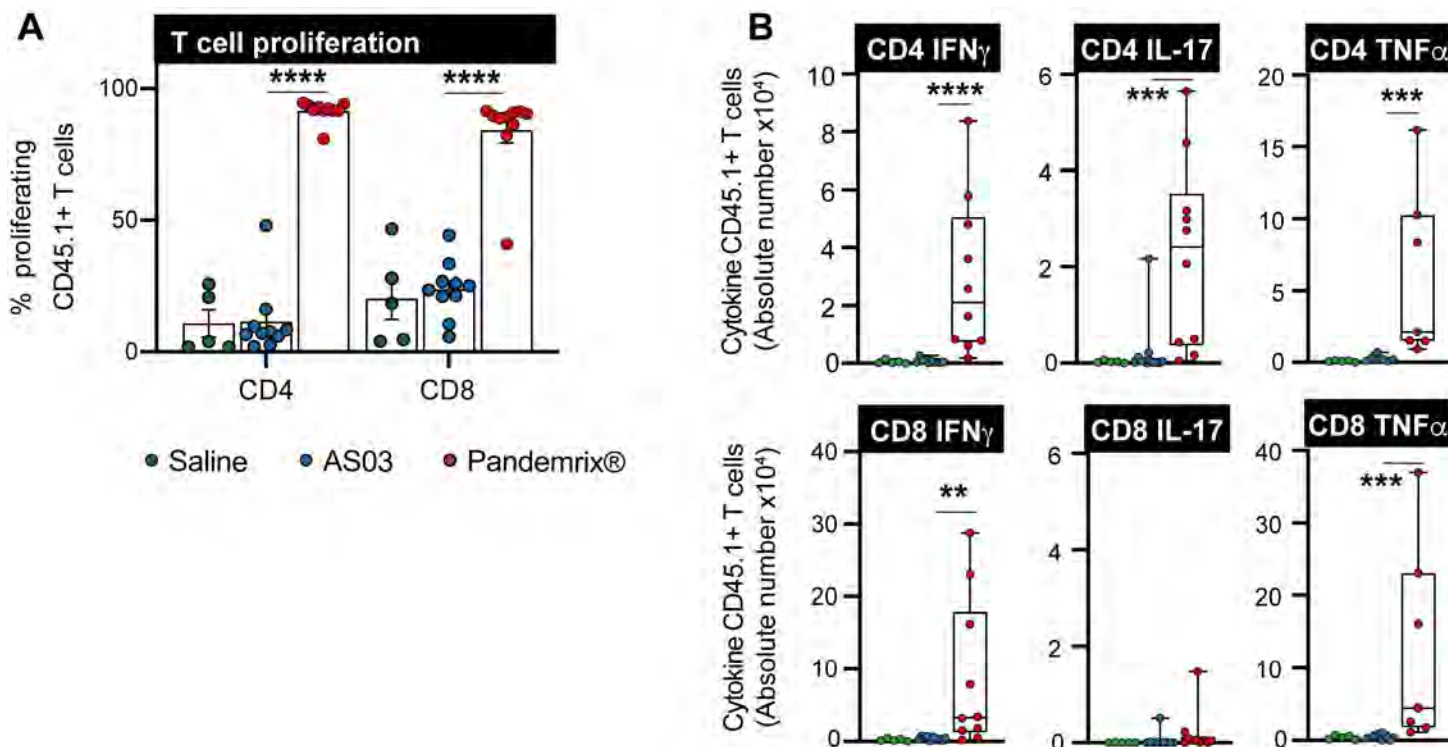 A
T cell proliferation
% proliferating
CD45.1+ T cells
100
50
0
****
****
CD4
CD8
Saline
AS03
Pandemrix®
B
Cytokine CD45.1+ T cells
(Absolute number x10⁴)
CD4 IFNγ
10
8
6
4
2
0
****
CD4 IL-17
6
4
2
0
***
CD4 TNFα
20
15
10
5
0
***
Cytokine CD45.1+ T cells
(Absolute number x10⁴)
CD8 IFNγ
40
30
20
10
0
**
CD8 IL-17
6
4
2
0
CD8 TNFα
40
30
20
10
0
***